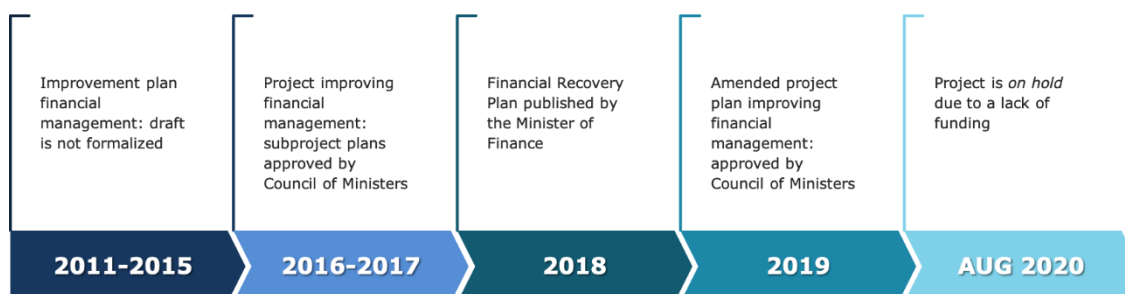 Improvement plan
financial
management: draft
is not formalized
Project improving
financial
management:
subproject plans
approved by
Council of Ministers
Financial Recovery
Plan published by
the Minister of
Finance
Amended project
plan improving
financial
management:
approved by
Council of Ministers
Project is on hold
due to a lack of
funding
2011-2015
2016-2017
2018
2019
AUG 2020